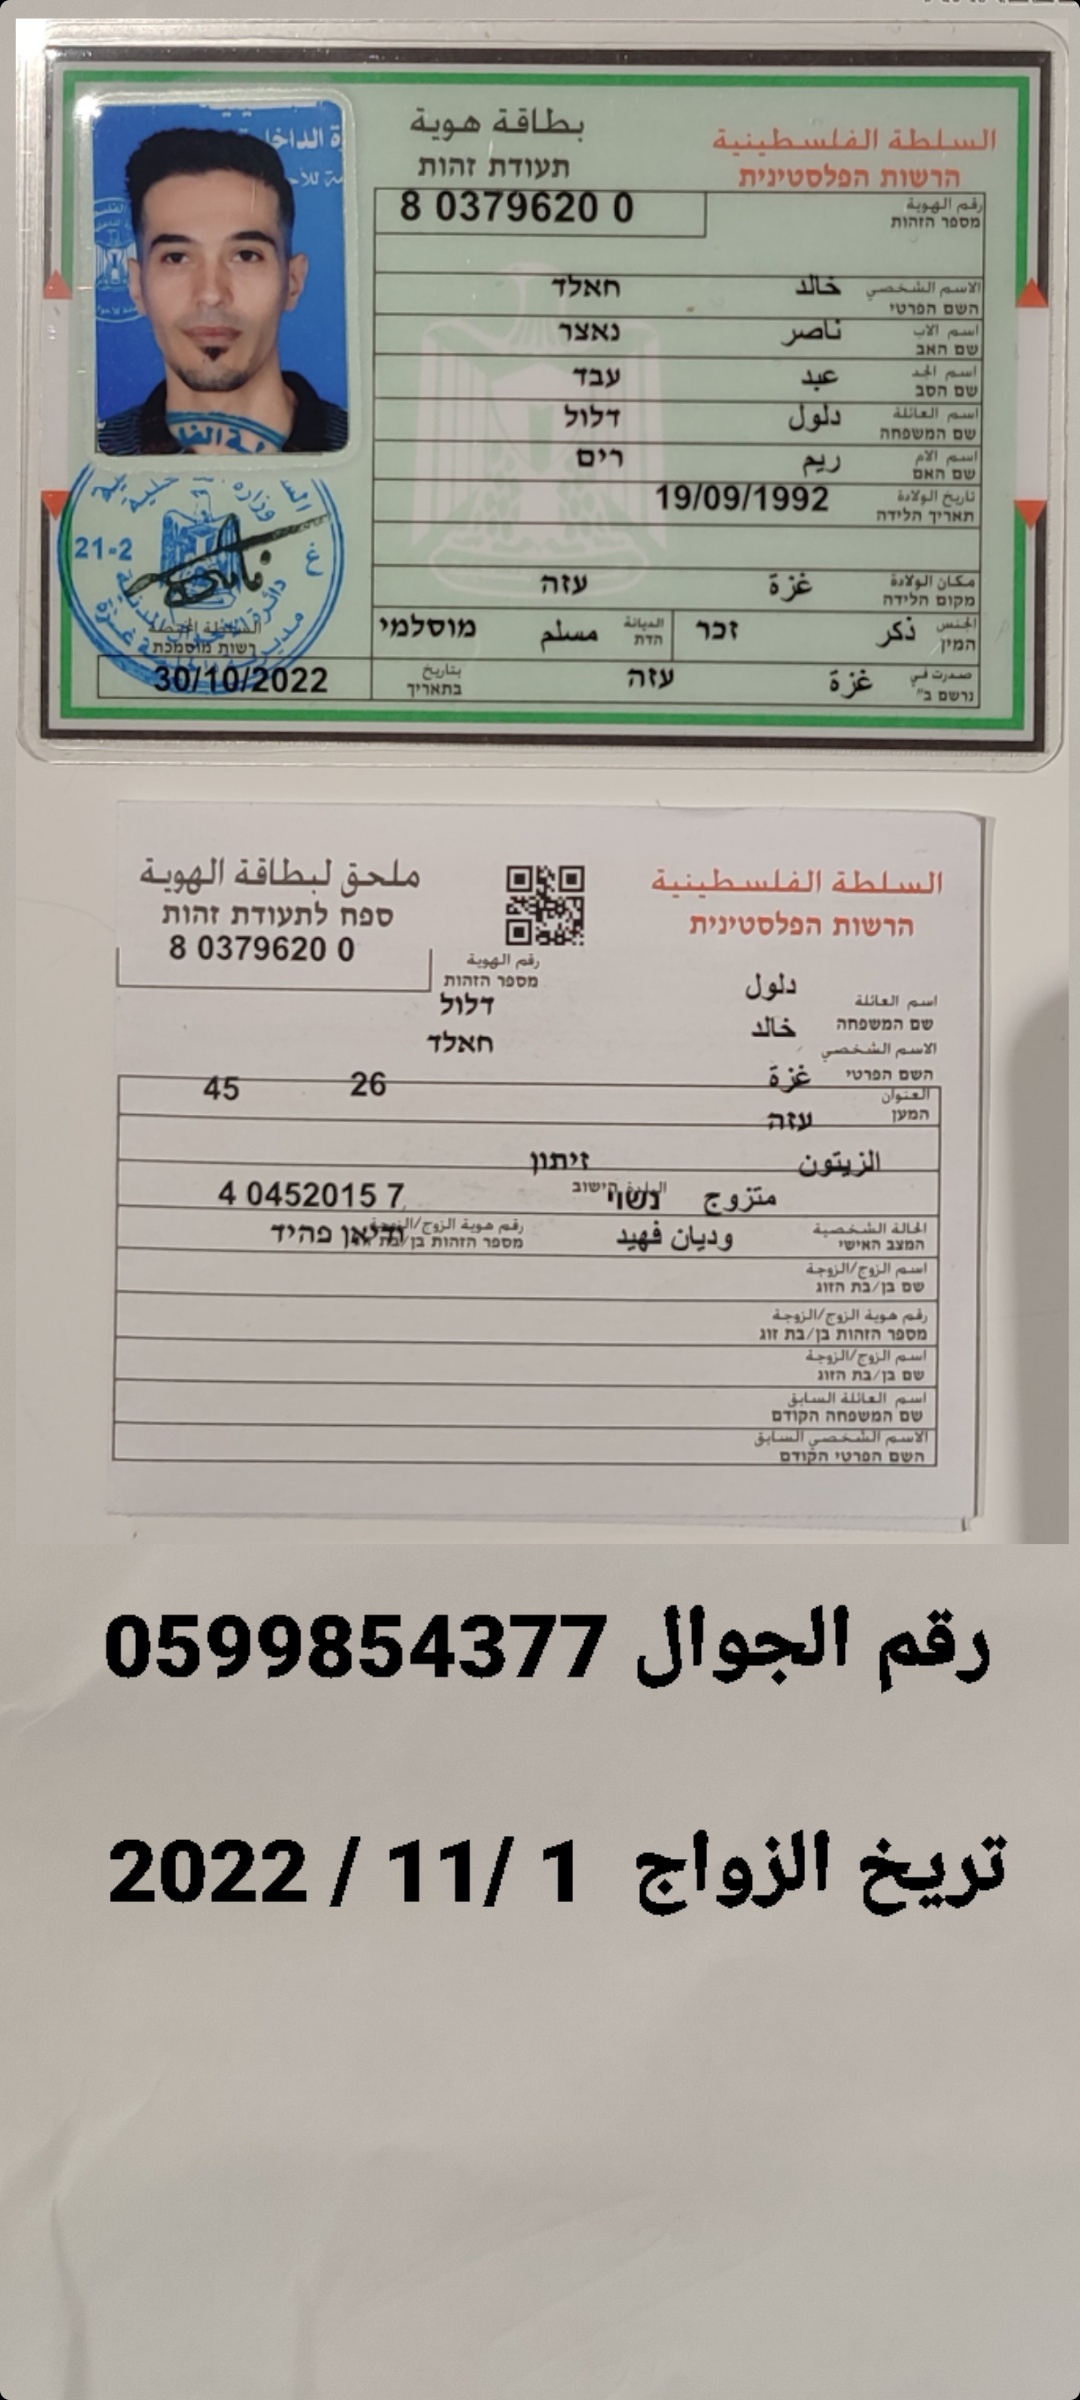 السلطة الفلسطينية
הרשות הפלסטינית
بطاقة هوية
תעודת זהות
رقم الهوية 8 0379620 0
מספר הזהות
الاسم الشخصي خالد חאלד
השם הפרטי
اسم الاب ناصر נאצר
שם האב
اسم الجد عبد עבד
שם הסב
اسم العائلة دلول דלול
שם המשפחה
اسم الام ريم רים
שם האם
تاريخ الولادة 19/09/1992
תאריך הלידה
مكان الولادة غزة עזה
מקום הלידה
الجنس ذكر זכר الديانة مسلم מוסלמי
המין הדת
صدرت في غزة עזה بتاريخ 30/10/2022
נרשם ב" בתאריך
רשות מוסמכת
21-2
غ
السلطة الفلسطينية
הרשות הפלסטינית
ملحق لبطاقة الهوية
ספח לתעודת זהות
8 0379620 0
رقم الهوية
מספר הזהות
اسم العائلة دلول דלול
שם המשפחה
الاسم الشخصي خالد חאלד
השם הפרטי
العنوان غزة 26 45
המען עזה
الزيتون זיתון
הישוב
متزوج נשוי 4 0452015 7
الحالة الشخصية وديان فهيد رقم هوية الزوج/الزوجة ודיאן פהיד
המצב האישי מספר הזהות בן/בת
اسم الزوج/الزوجة
שם בן/בת הזוג
رقم هوية الزوج/الزوجة
מספר הזהות בן/בת זוג
اسم الزوج/الزوجة
שם בן/בת הזוג
اسم العائلة السابق
שם המשפחה הקודם
الاسم الشخصي السابق
השם הפרטי הקודם
رقم الجوال 0599854377
تريخ الزواج 1 /11 / 2022